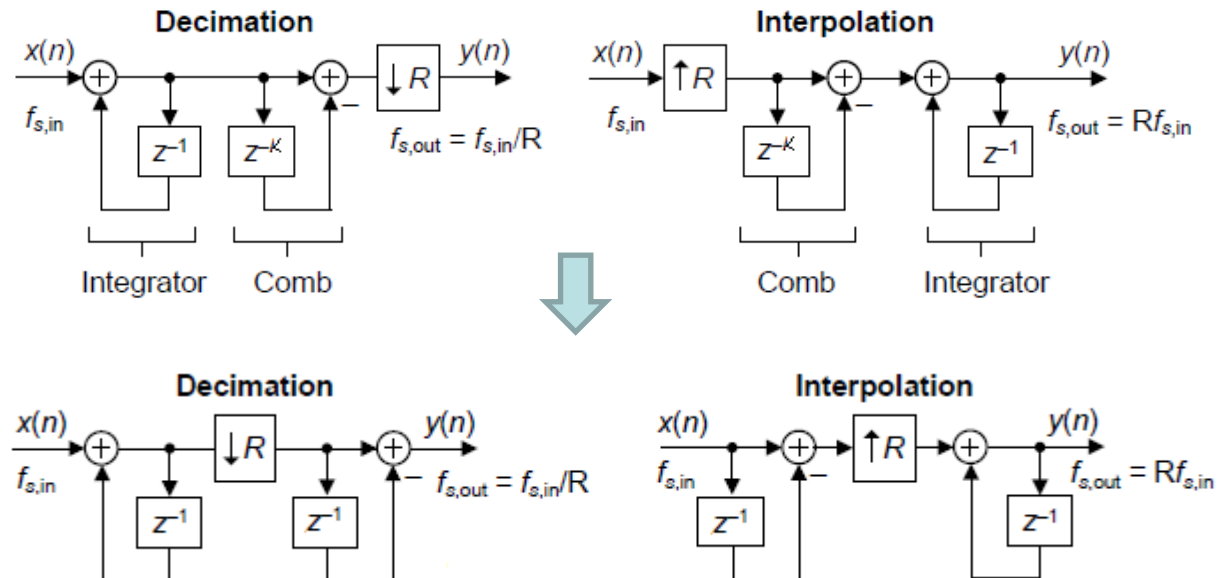 Decimation
x(n)
↓R
y(n)
+
+
–
f_s,in
z⁻¹
z⁻ᴷ
f_s,out = f_s,in/R
Integrator
Comb
Interpolation
x(n)
↑R
y(n)
+
–
+
f_s,in
z⁻ᴷ
z⁻¹
f_s,out = Rf_s,in
Comb
Integrator
Decimation
x(n)
↓R
y(n)
+
+
–
f_s,in
z⁻¹
z⁻¹
f_s,out = f_s,in/R
Interpolation
x(n)
+
–
↑R
+
y(n)
f_s,in
z⁻¹
z⁻¹
f_s,out = Rf_s,in